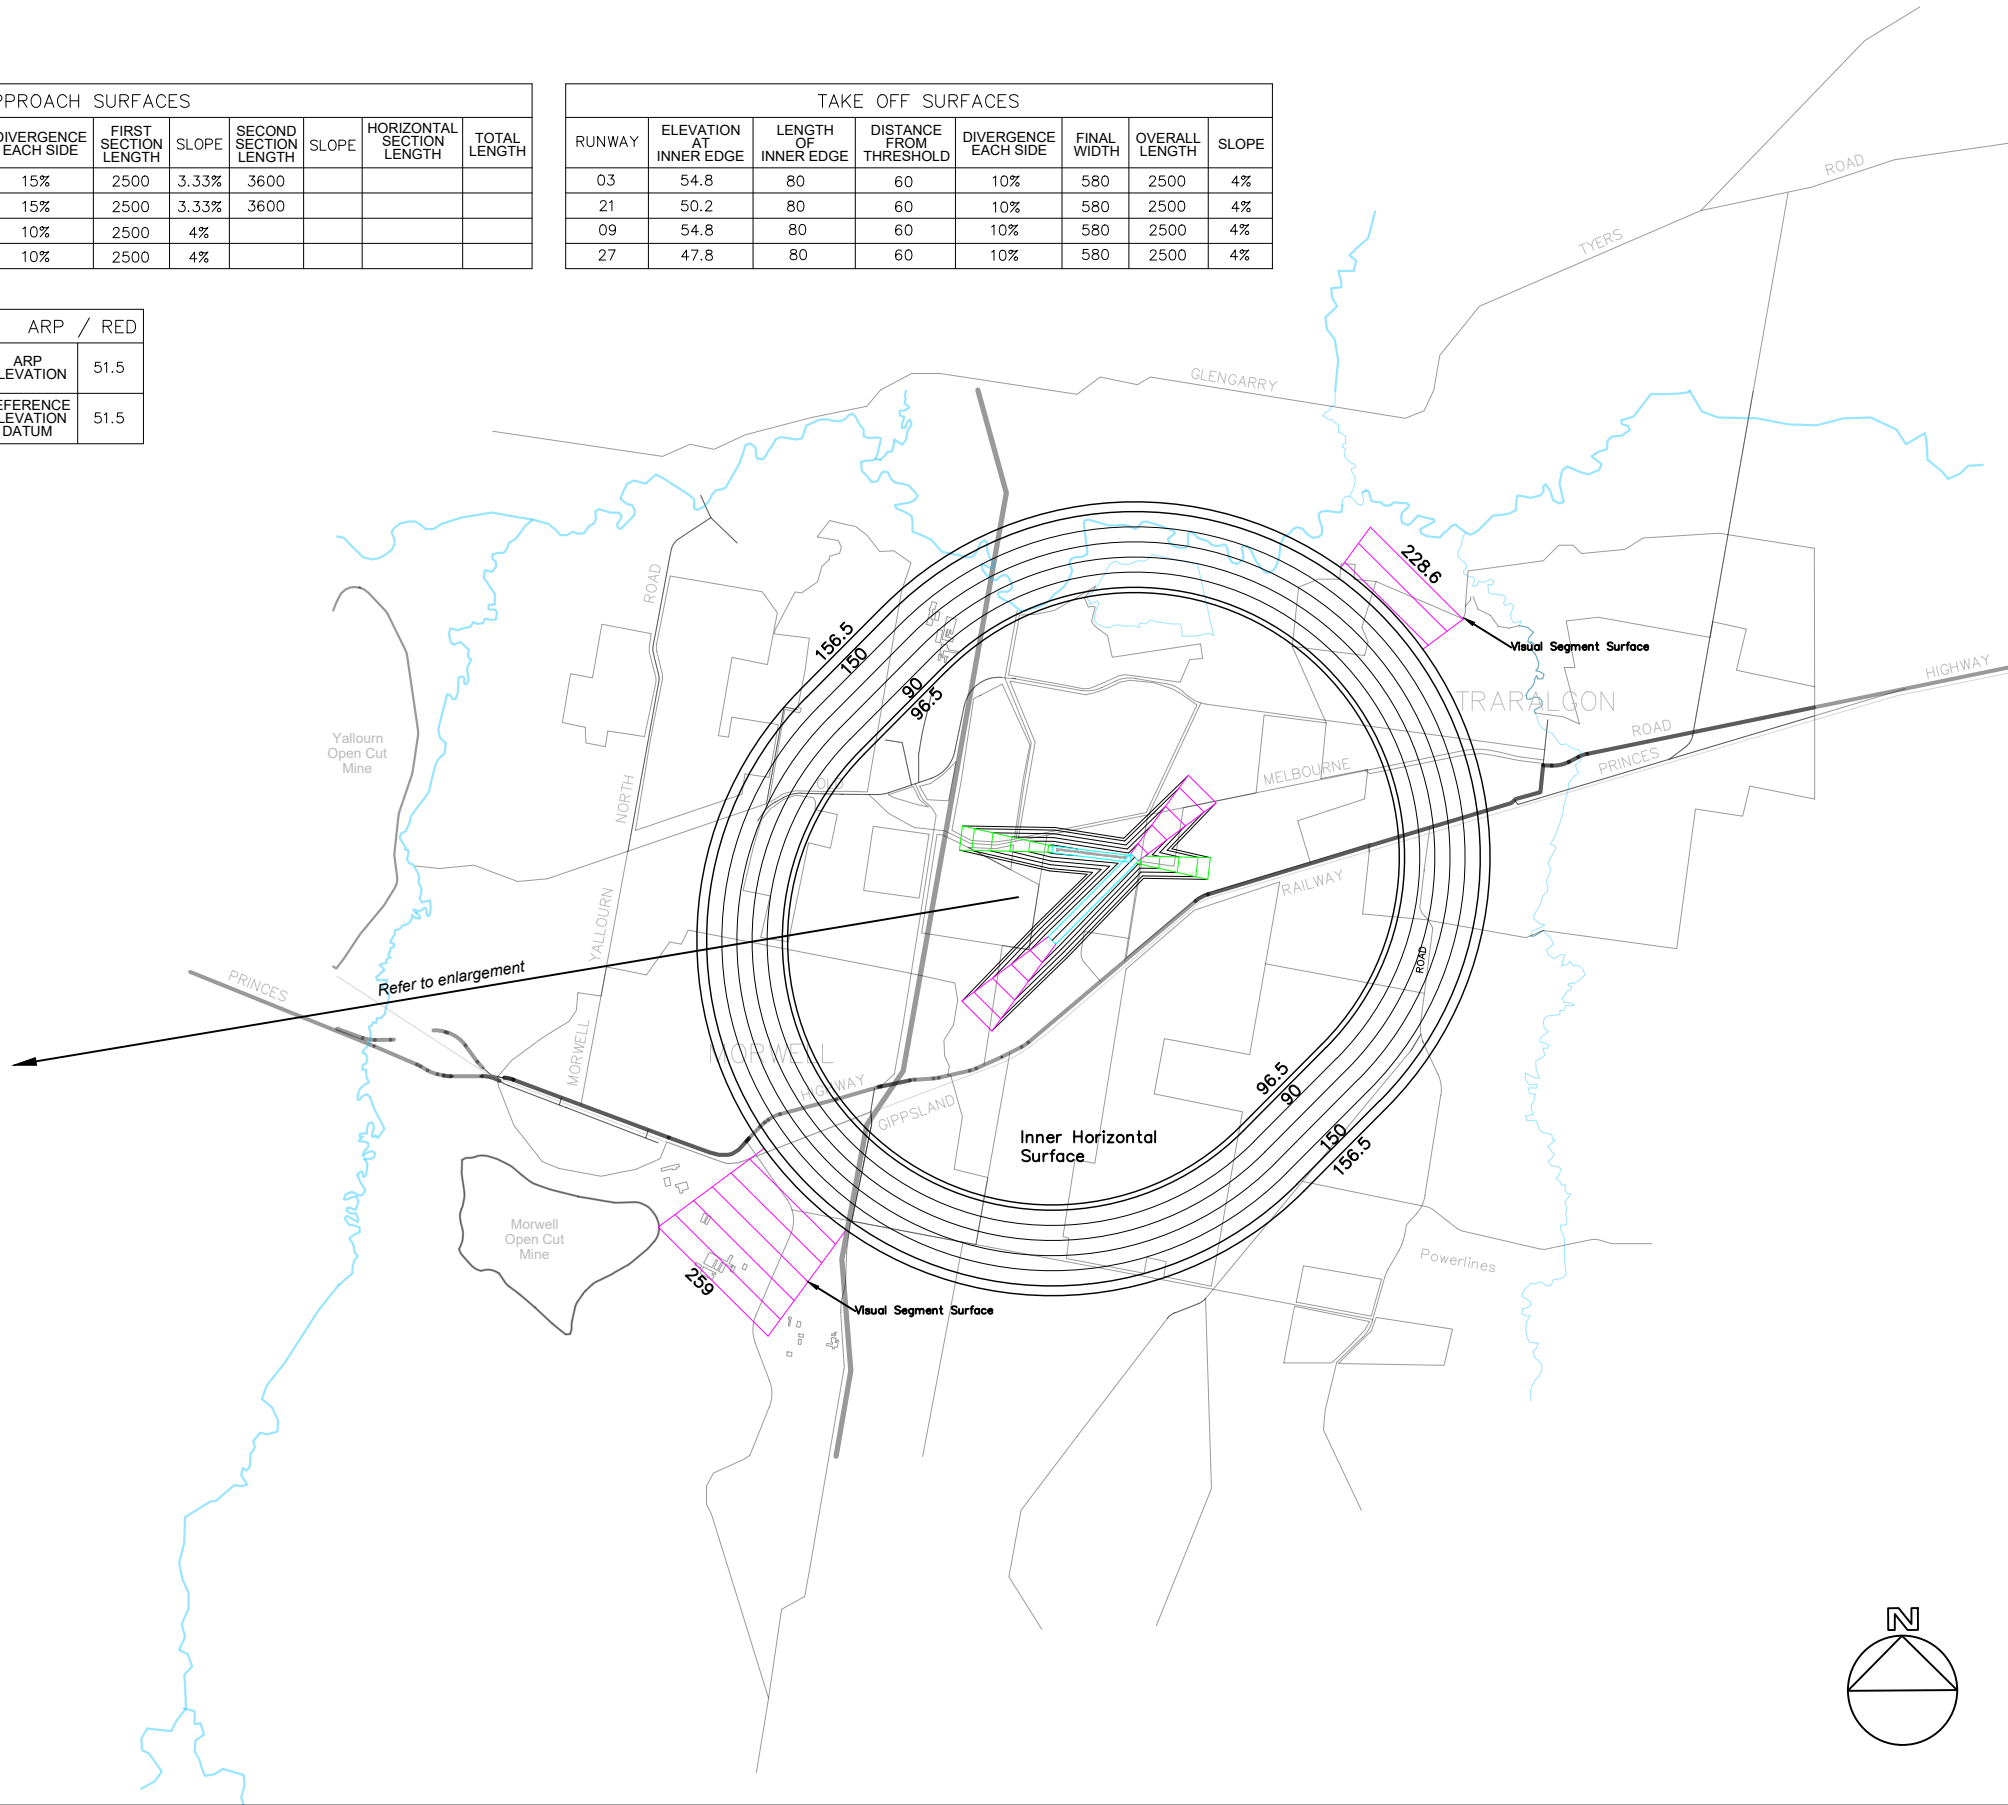 PPROACH SURFACES
DIVERGENCE EACH SIDE FIRST SECTION LENGTH SLOPE SECOND SECTION LENGTH SLOPE HORIZONTAL SECTION LENGTH TOTAL LENGTH
15% 2500 3.33% 3600
15% 2500 3.33% 3600
10% 2500 4%
10% 2500 4%
TAKE OFF SURFACES
RUNWAY ELEVATION AT INNER EDGE LENGTH OF INNER EDGE DISTANCE FROM THRESHOLD DIVERGENCE EACH SIDE FINAL WIDTH OVERALL LENGTH SLOPE
03 54.8 80 60 10% 580 2500 4%
21 50.2 80 60 10% 580 2500 4%
09 54.8 80 60 10% 580 2500 4%
27 47.8 80 60 10% 580 2500 4%
ARP / RED
ARP LEVATION 51.5
EFERENCE LEVATION DATUM 51.5
ROAD
TYERS
GLENGARRY
228.6
Visual Segment Surface
ROAD
156.5
150
90
96.5
HIGHWAY
TRARALGON
ROAD
PRINCES
Yallourn
Open Cut
Mine
MELBOURNE
OLD
NORTH
RAILWAY
YALLOURN
ROAD
Refer to enlargement
PRINCES
MORWELL
MORWELL
HIGHWAY
GIPPSLAND
96.5
90
150
156.5
Inner Horizontal
Surface
Morwell
Open Cut
Mine
Powerlines
259
Visual Segment Surface
N